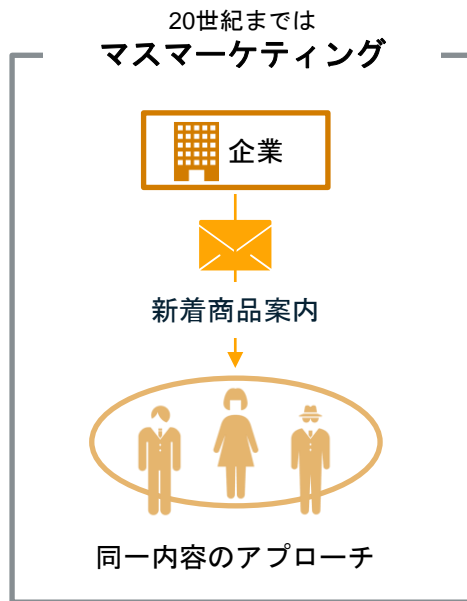 20世紀までは
マスマーケティング
企業
新着商品案内
同一内容のアプローチ